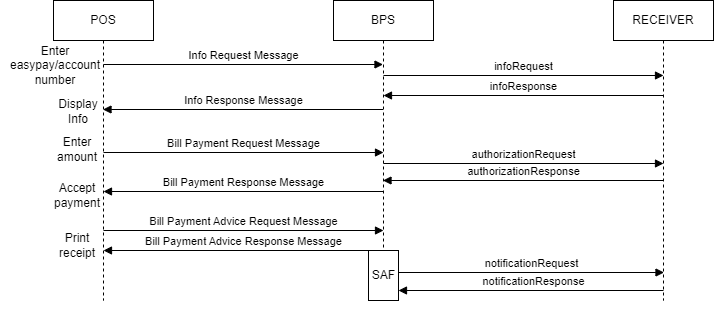 POS
BPS
RECEIVER
Enter
easypay/account
number
Info Request Message
infoRequest
infoResponse
Display
Info
Info Response Message
Enter
amount
Bill Payment Request Message
authorizationRequest
authorizationResponse
Accept
payment
Bill Payment Response Message
Bill Payment Advice Request Message
Print
receipt
Bill Payment Advice Response Message
SAF
notificationRequest
notificationResponse